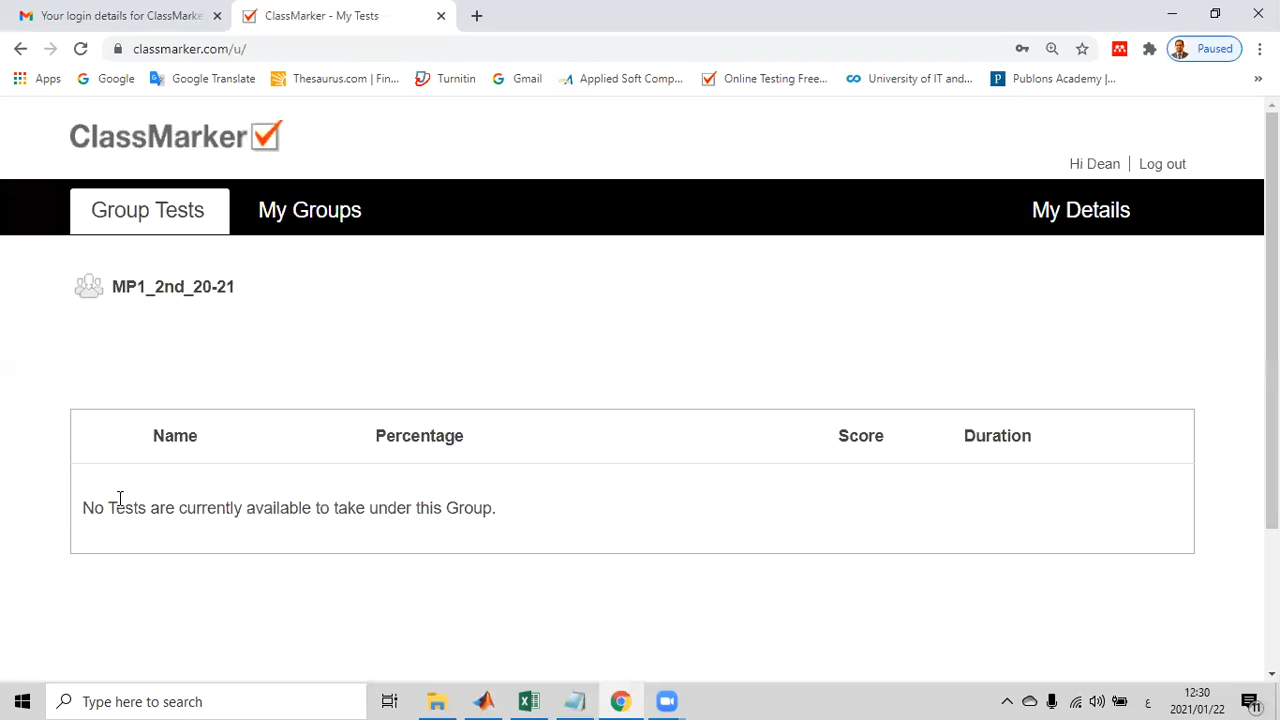 Your login details for ClassMarke
ClassMarker - My Tests
classmarker.com/u/
Paused
Apps
Google
Google Translate
Thesaurus.com | Fin...
Turnitin
Gmail
Applied Soft Comp...
Online Testing Free...
University of IT and...
Publons Academy |...
»
ClassMarker
Hi Dean | Log out
Group Tests
My Groups
My Details
MP1_2nd_20-21
Name
Percentage
Score
Duration
No Tests are currently available to take under this Group.
Type here to search
ع
12:30
2021/01/22
11